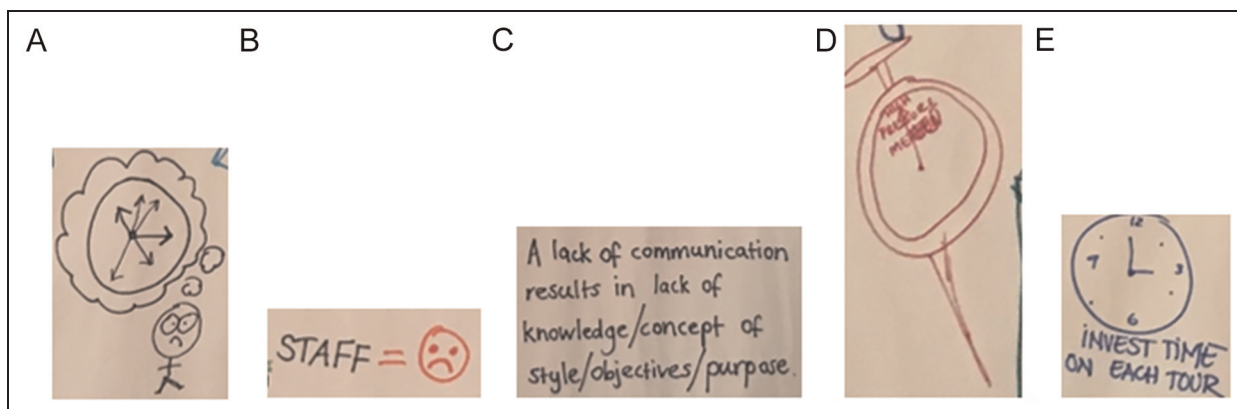 A
B
STAFF =
C
A lack of communication
results in lack of
knowledge/concept of
style/objectives/purpose.
D
HIGH
E
12
3
6
INVEST TIME
ON EACH TOUR